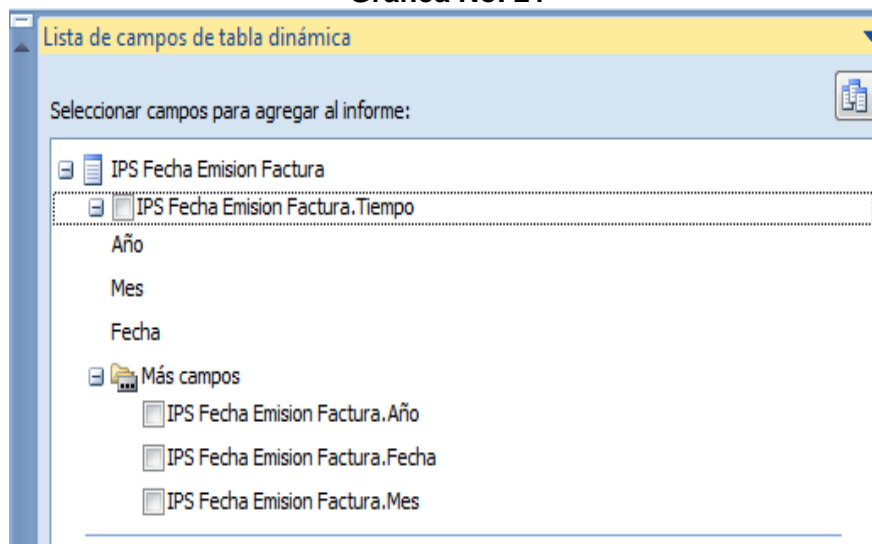 Lista de campos de tabla dinámica
Seleccionar campos para agregar al informe:
IPS Fecha Emision Factura
IPS Fecha Emision Factura.Tiempo
Año
Mes
Fecha
Más campos
IPS Fecha Emision Factura.Año
IPS Fecha Emision Factura.Fecha
IPS Fecha Emision Factura.Mes